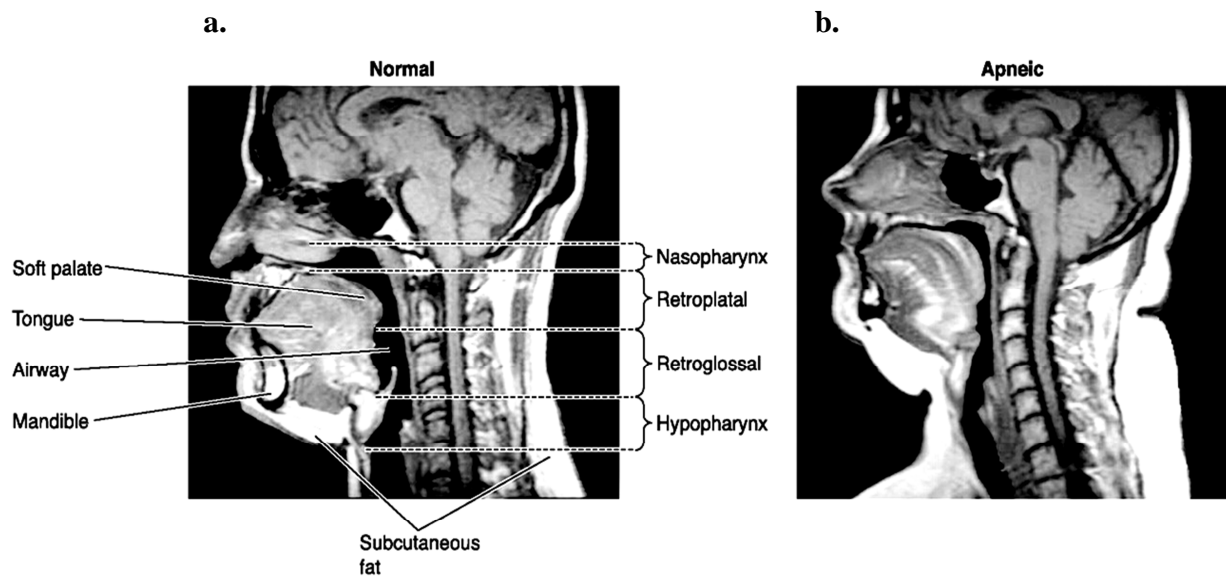 a.
b.
Normal
Apneic
Soft palate
Tongue
Airway
Mandible
Nasopharynx
Retroplatal
Retroglossal
Hypopharynx
Subcutaneous
fat